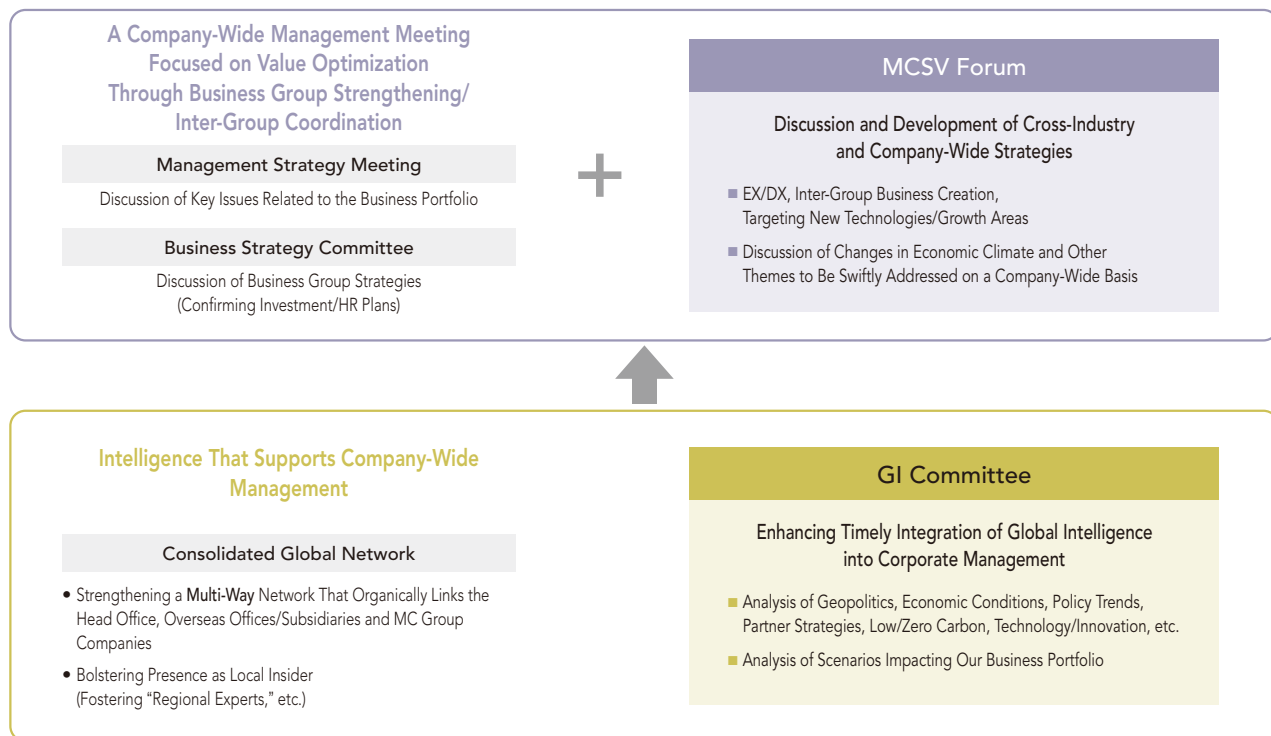 A Company-Wide Management Meeting
Focused on Value Optimization
Through Business Group Strengthening/
Inter-Group Coordination
Management Strategy Meeting
Discussion of Key Issues Related to the Business Portfolio
Business Strategy Committee
Discussion of Business Group Strategies
(Confirming Investment/HR Plans)
+
MCSV Forum
Discussion and Development of Cross-Industry
and Company-Wide Strategies
■ EX/DX, Inter-Group Business Creation,
Targeting New Technologies/Growth Areas
■ Discussion of Changes in Economic Climate and Other
Themes to Be Swiftly Addressed on a Company-Wide Basis
Intelligence That Supports Company-Wide
Management
Consolidated Global Network
• Strengthening a Multi-Way Network That Organically Links the
Head Office, Overseas Offices/Subsidiaries and MC Group
Companies
• Bolstering Presence as Local Insider
(Fostering “Regional Experts,” etc.)
GI Committee
Enhancing Timely Integration of Global Intelligence
into Corporate Management
■ Analysis of Geopolitics, Economic Conditions, Policy Trends,
Partner Strategies, Low/Zero Carbon, Technology/Innovation, etc.
■ Analysis of Scenarios Impacting Our Business Portfolio